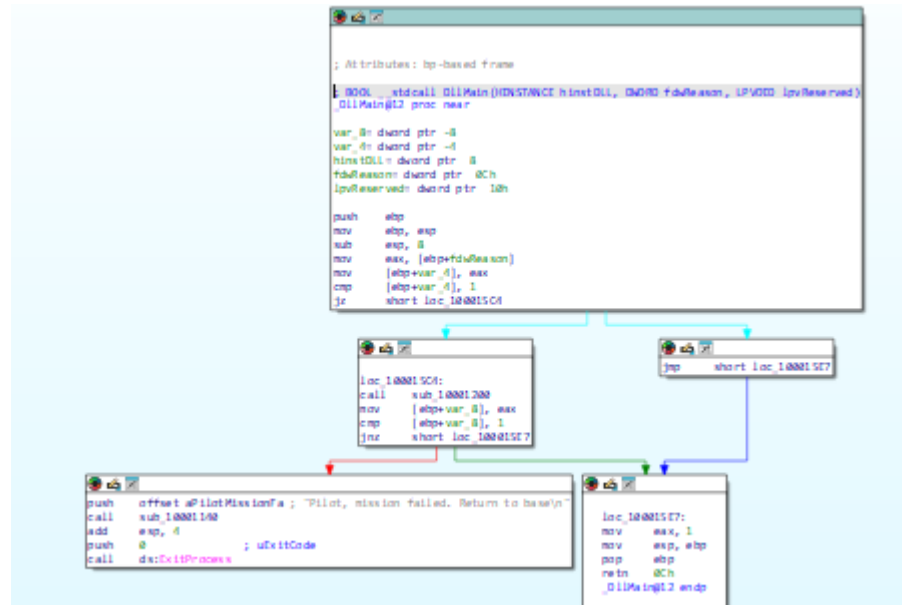 ; Attributes: bp-based frame
; BOOL __stdcall DllMain(HINSTANCE hinstDLL, DWORD fdwReason, LPVOID lpvReserved)
_DllMain@12 proc near
var_8= dword ptr -8
var_4= dword ptr -4
hinstDLL= dword ptr 8
fdwReason= dword ptr 0Ch
lpvReserved= dword ptr 10h
push ebp
mov ebp, esp
sub esp, 8
mov eax, [ebp+fdwReason]
mov [ebp+var_4], eax
cmp [ebp+var_4], 1
jz short loc_100015C4
loc_100015C4:
call sub_10001200
mov [ebp+var_8], eax
cmp [ebp+var_8], 1
jnz short loc_100015E7
jmp short loc_100015E7
push offset aPilotMissionFa ; "Pilot, mission failed. Return to base\n"
call sub_10001140
add esp, 4
push 0 ; uExitCode
call ds:ExitProcess
loc_100015E7:
mov eax, 1
mov esp, ebp
pop ebp
retn 0Ch
_DllMain@12 endp